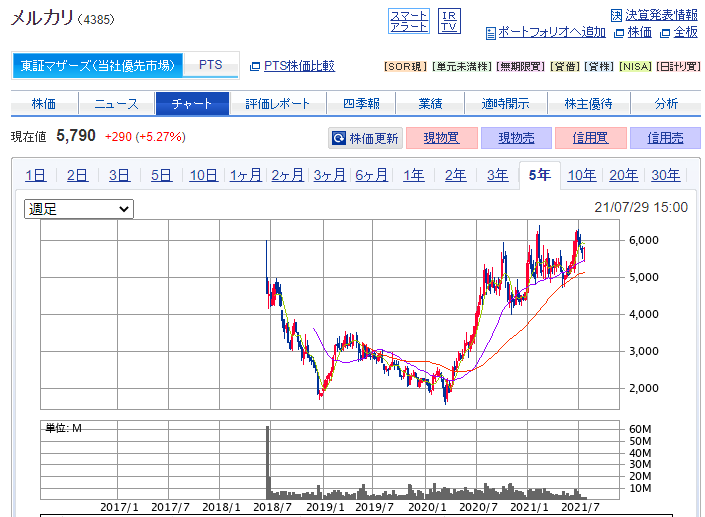 メルカリ（4385）
スマートアラート
IRTV
決算発表情報
ポートフォリオへ追加 株価 全板
東証マザーズ（当社優先市場） PTS PTS株価比較
[SOR現] [単元未満株] [無期限買] [貸借] [貸株] [NISA] [日計り買]
株価 ニュース チャート 評価レポート 四季報 業績 適時開示 株主優待 分析
現在値 5,790 +290 (+5.27%) 株価更新 現物買 現物売 信用買 信用売
1日 2日 3日 5日 10日 1ヶ月 2ヶ月 3ヶ月 6ヶ月 1年 2年 3年 5年 10年 20年 30年
週足 21/07/29 15:00
6,000
5,000
4,000
3,000
2,000
単位: M
60M
50M
40M
30M
20M
10M
2017/1 2017/7 2018/1 2018/7 2019/1 2019/7 2020/1 2020/7 2021/1 2021/7